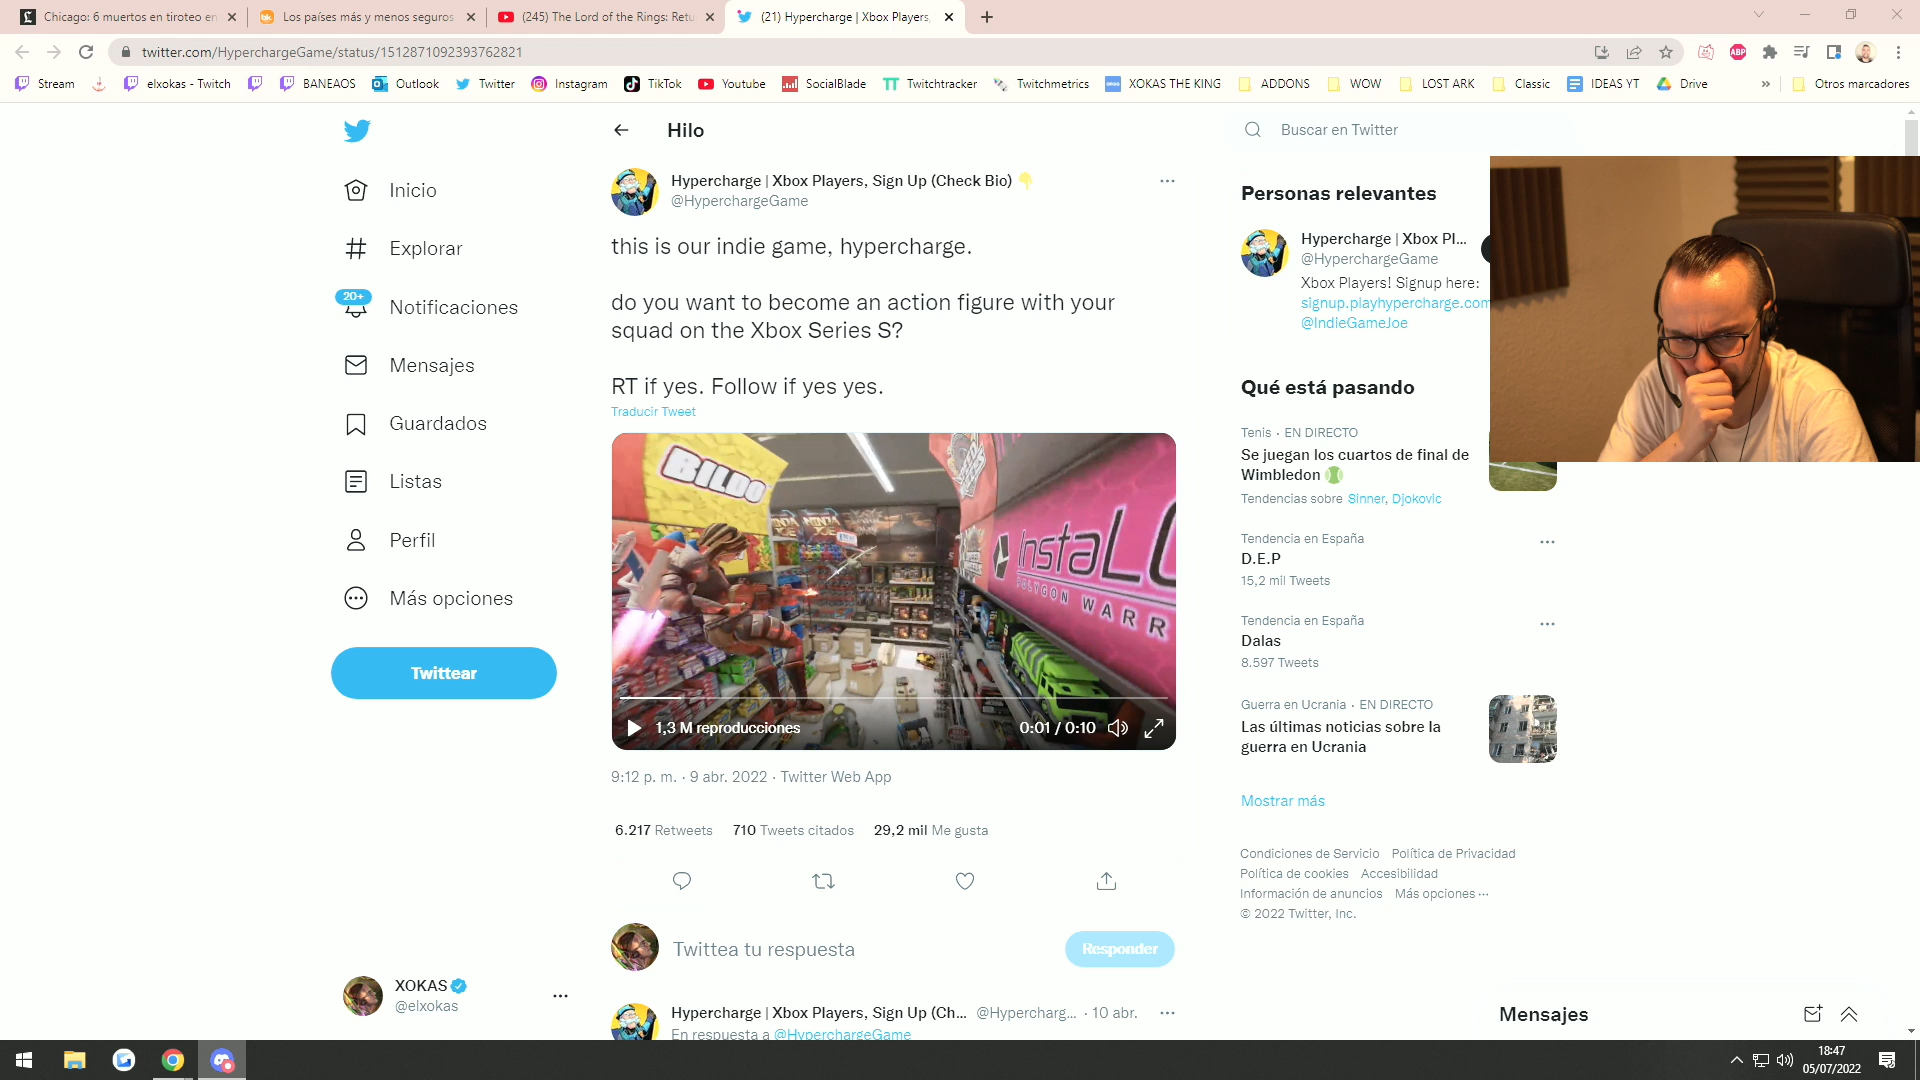 Chicago: 6 muertos en tiroteo en
Los países más y menos seguros
(245) The Lord of the Rings: Retu
(21) Hypercharge | Xbox Players,
twitter.com/HyperchargeGame/status/1512871092393762821
ABP
Stream
elxokas - Twitch
BANEAOS
Outlook
Twitter
Instagram
TikTok
Youtube
SocialBlade
Twitchtracker
Twitchmetrics
XOKAS THE KING
ADDONS
WOW
LOST ARK
Classic
IDEAS YT
Drive
Otros marcadores
Inicio
Explorar
20+
Notificaciones
Mensajes
Guardados
Listas
Perfil
Más opciones
Twittear
XOKAS
@elxokas
Hilo
Hypercharge | Xbox Players, Sign Up (Check Bio)
@HyperchargeGame
this is our indie game, hypercharge.
do you want to become an action figure with your
squad on the Xbox Series S?
RT if yes. Follow if yes yes.
Traducir Tweet
BILDO
NINJA JOE
InstaLO
POLYGON WARR
1,3 M reproducciones
0:01 / 0:10
9:12 p. m. · 9 abr. 2022 · Twitter Web App
6.217 Retweets 710 Tweets citados 29,2 mil Me gusta
Twittea tu respuesta
Responder
Hypercharge | Xbox Players, Sign Up (Ch... @Hypercharg... · 10 abr.
En respuesta a @HyperchargeGame
Buscar en Twitter
Personas relevantes
Hypercharge | Xbox Pl...
@HyperchargeGame
Xbox Players! Signup here:
signup.playhypercharge.com
@IndieGameJoe
Qué está pasando
Tenis · EN DIRECTO
Se juegan los cuartos de final de
Wimbledon
Tendencias sobre Sinner, Djokovic
Tendencia en España
D.E.P
15,2 mil Tweets
Tendencia en España
Dalas
8.597 Tweets
Guerra en Ucrania · EN DIRECTO
Las últimas noticias sobre la
guerra en Ucrania
Mostrar más
Condiciones de Servicio Política de Privacidad
Política de cookies Accesibilidad
Información de anuncios Más opciones ···
© 2022 Twitter, Inc.
Mensajes
18:47
05/07/2022